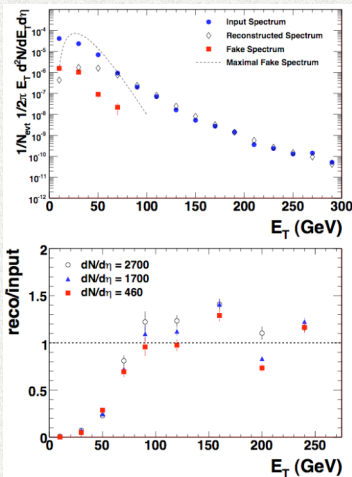 1/N_evt 1/2π E_T d²N/dE_T dη
10⁻⁴
10⁻⁵
10⁻⁶
10⁻⁷
10⁻⁸
10⁻⁹
10⁻¹⁰
10⁻¹¹
10⁻¹²
Input Spectrum
Reconstructed Spectrum
Fake Spectrum
Maximal Fake Spectrum
0 50 100 150 200 250 300
E_T (GeV)
reco/input
2
1.5
1
0.5
0
dN/dη = 2700
dN/dη = 1700
dN/dη = 460
0 50 100 150 200 250
E_T (GeV)